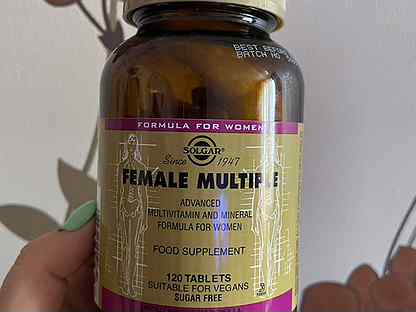 BEST BEFORE
BATCH NO
FORMULA FOR WOMEN
SOLGAR®
Since 1947
FEMALE MULTIPLE
ADVANCED
MULTIVITAMIN AND MINERAL
FORMULA FOR WOMEN
FOOD SUPPLEMENT
120 TABLETS
SUITABLE FOR VEGANS
SUGAR FREE